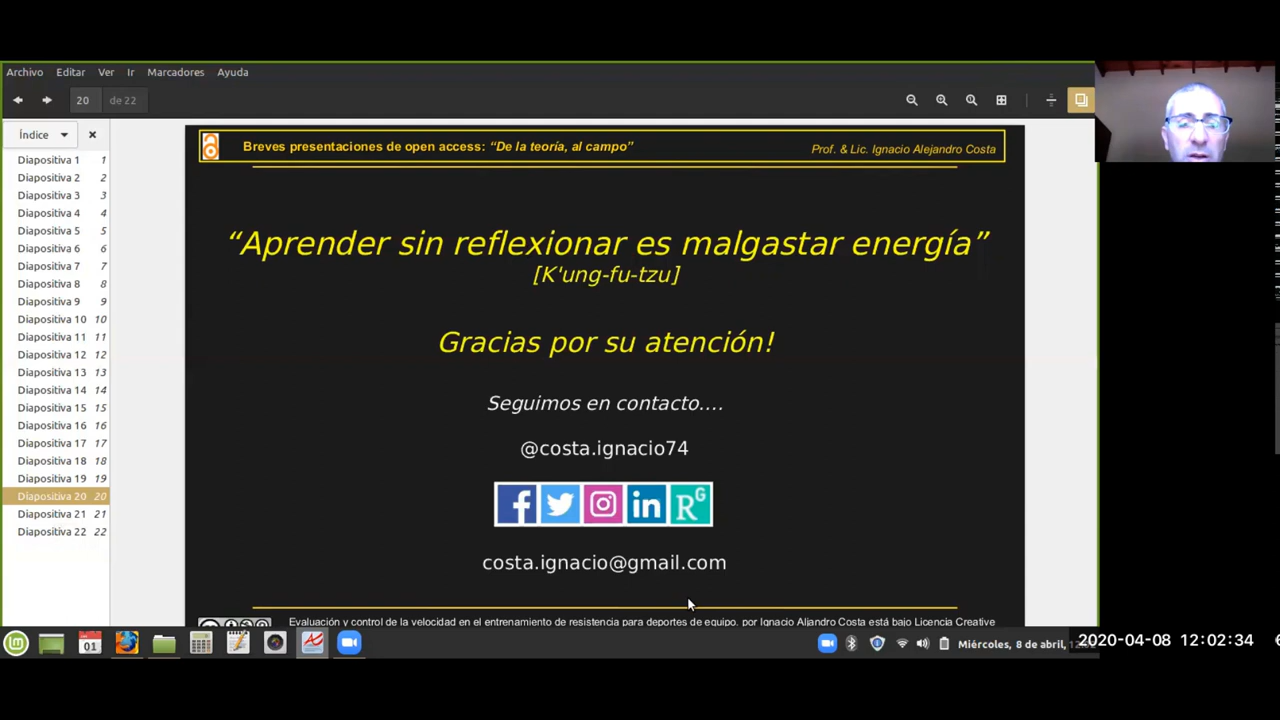 Archivo Editar Ver Ir Marcadores Ayuda
20 de 22
Índice
Diapositiva 1 1
Diapositiva 2 2
Diapositiva 3 3
Diapositiva 4 4
Diapositiva 5 5
Diapositiva 6 6
Diapositiva 7 7
Diapositiva 8 8
Diapositiva 9 9
Diapositiva 10 10
Diapositiva 11 11
Diapositiva 12 12
Diapositiva 13 13
Diapositiva 14 14
Diapositiva 15 15
Diapositiva 16 16
Diapositiva 17 17
Diapositiva 18 18
Diapositiva 19 19
Diapositiva 20 20
Diapositiva 21 21
Diapositiva 22 22
Breves presentaciones de open access: “De la teoría, al campo”
Prof. & Lic. Ignacio Alejandro Costa
“Aprender sin reflexionar es malgastar energía”
[K'ung-fu-tzu]
Gracias por su atención!
Seguimos en contacto....
@costa.ignacio74
f in RG
costa.ignacio@gmail.com
Evaluación y control de la velocidad en el entrenamiento de resistencia para deportes de equipo, por Ignacio Aljandro Costa está bajo Licencia Creative
01
Miércoles, 8 de abril,
2020-04-08 12:02:34